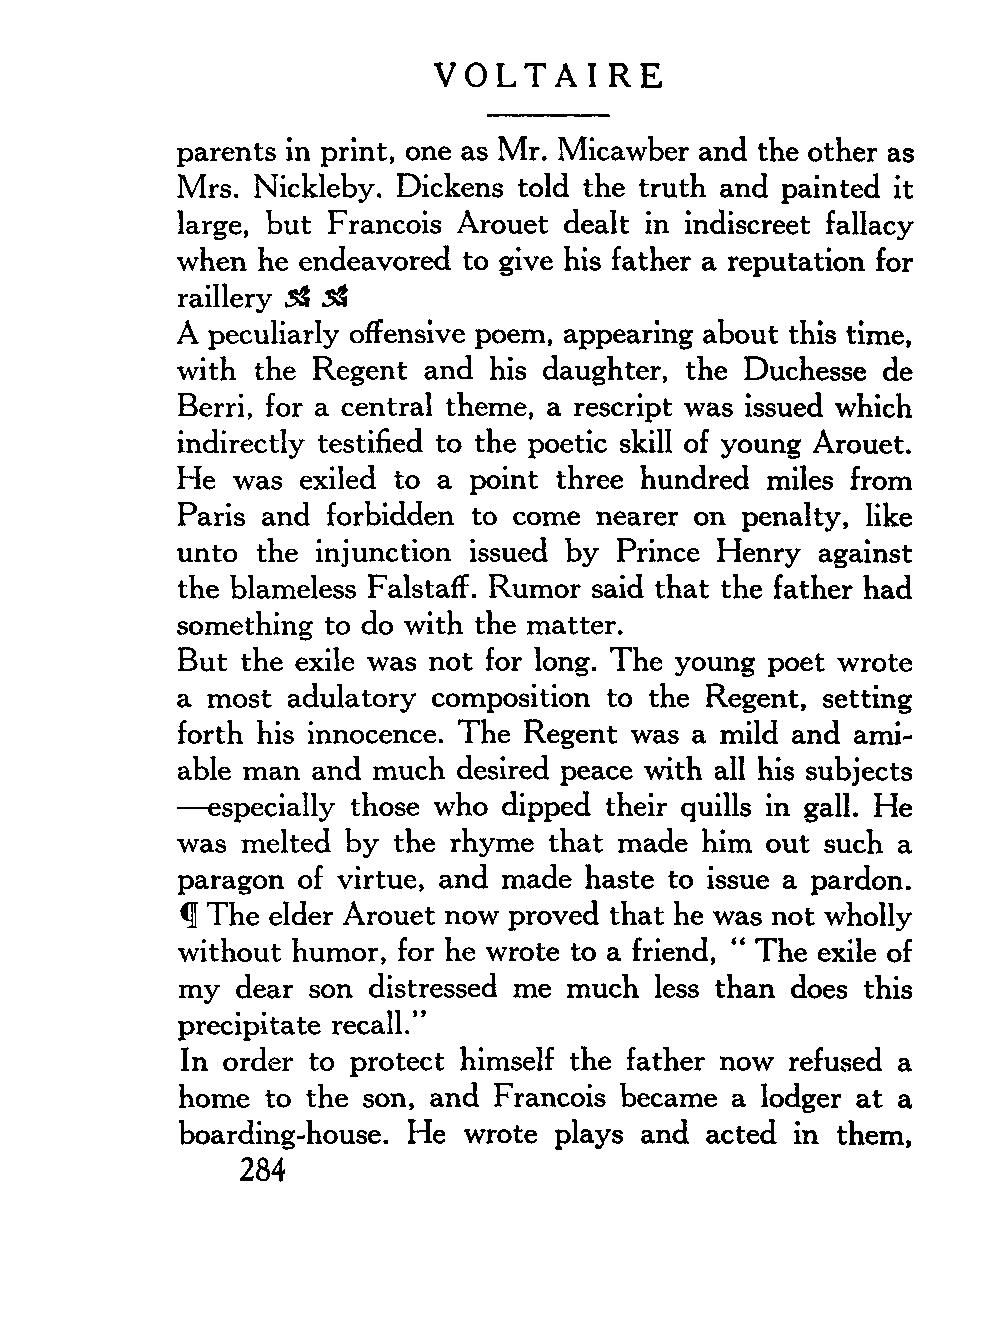 VOLTAIRE
parents in print, one as Mr. Micawber and the other as
Mrs. Nickleby. Dickens told the truth and painted it
large, but Francois Arouet dealt in indiscreet fallacy
when he endeavored to give his father a reputation for
raillery
A peculiarly offensive poem, appearing about this time,
with the Regent and his daughter, the Duchesse de
Berri, for a central theme, a rescript was issued which
indirectly testified to the poetic skill of young Arouet.
He was exiled to a point three hundred miles from
Paris and forbidden to come nearer on penalty, like
unto the injunction issued by Prince Henry against
the blameless Falstaff. Rumor said that the father had
something to do with the matter.
But the exile was not for long. The young poet wrote
a most adulatory composition to the Regent, setting
forth his innocence. The Regent was a mild and ami-
able man and much desired peace with all his subjects
—especially those who dipped their quills in gall. He
was melted by the rhyme that made him out such a
paragon of virtue, and made haste to issue a pardon.
¶ The elder Arouet now proved that he was not wholly
without humor, for he wrote to a friend, “ The exile of
my dear son distressed me much less than does this
precipitate recall.”
In order to protect himself the father now refused a
home to the son, and Francois became a lodger at a
boarding-house. He wrote plays and acted in them,
284